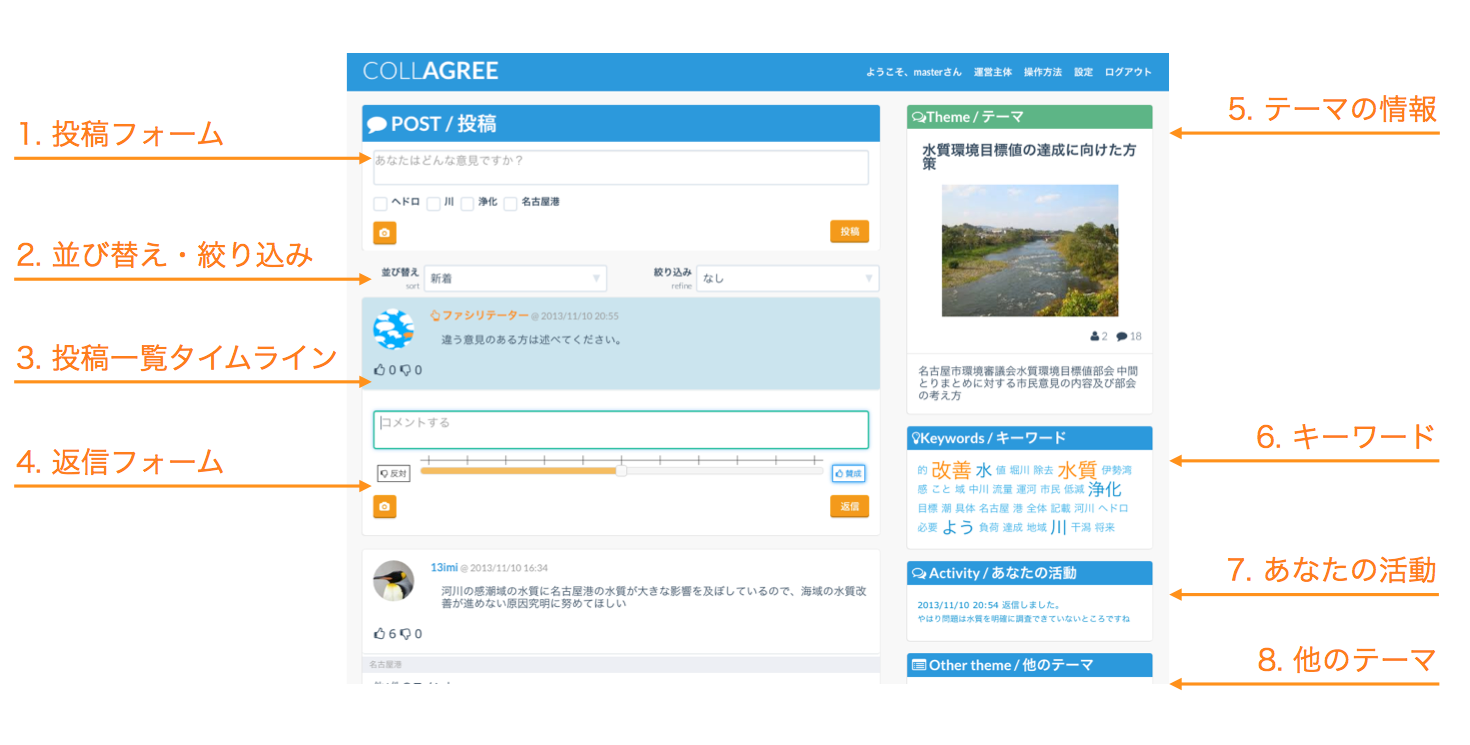 COLLAGREE
ようこそ、masterさん 運営主体 操作方法 設定 ログアウト
1. 投稿フォーム
POST / 投稿
あなたはどんな意見ですか？
ヘドロ 川 浄化 名古屋港
投稿
2. 並び替え・絞り込み
並び替え
sort
新着
絞り込み
refine
なし
3. 投稿一覧タイムライン
ファシリテーター @ 2013/11/10 20:55
違う意見のある方は述べてください。
0 0
4. 返信フォーム
コメントする
反対
賛成
返信
13imi @ 2013/11/10 16:34
河川の感潮域の水質に名古屋港の水質が大きな影響を及ぼしているので、海域の水質改
善が進めない原因究明に努めてほしい
6 0
名古屋港
5. テーマの情報
Theme / テーマ
水質環境目標値の達成に向けた方
策
2 18
名古屋市環境審議会水質環境目標値部会 中間
とりまとめに対する市民意見の内容及び部会
の考え方
6. キーワード
Keywords / キーワード
的 改善 水 値 堀川 除去 水質 伊勢湾
感 こと 域 中川 流量 運河 市民 低減 浄化
目標 潮 具体 名古屋 港 全体 記載 河川 ヘドロ
必要 よう 負荷 達成 地域 川 干潟 将来
7. あなたの活動
Activity / あなたの活動
2013/11/10 20:54 返信しました。
やはり問題は水質を明確に調査できていないところですね
8. 他のテーマ
Other theme / 他のテーマ